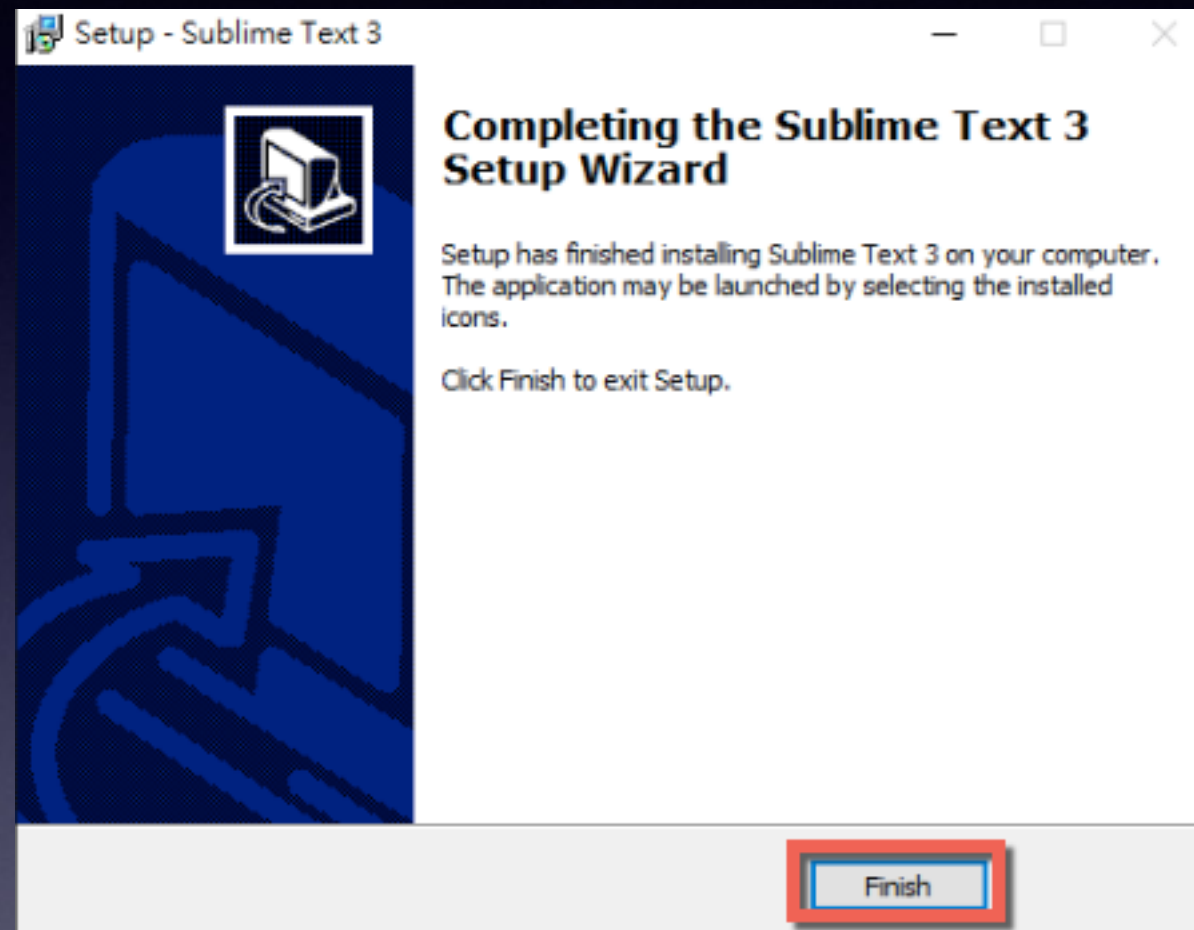 Setup - Sublime Text 3
Completing the Sublime Text 3
Setup Wizard
Setup has finished installing Sublime Text 3 on your computer.
The application may be launched by selecting the installed
icons.
Click Finish to exit Setup.
Finish